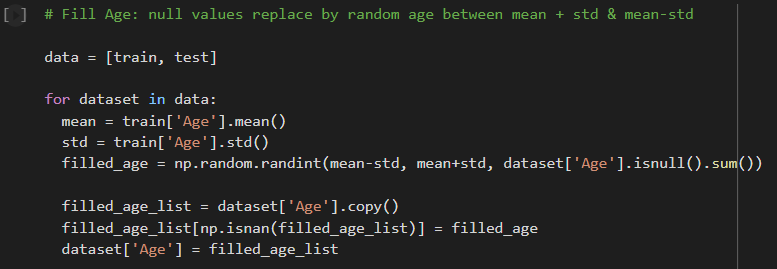 [ ] # Fill Age: null values replace by random age between mean + std & mean-std
data = [train, test]
for dataset in data:
mean = train['Age'].mean()
std = train['Age'].std()
filled_age = np.random.randint(mean-std, mean+std, dataset['Age'].isnull().sum())
filled_age_list = dataset['Age'].copy()
filled_age_list[np.isnan(filled_age_list)] = filled_age
dataset['Age'] = filled_age_list